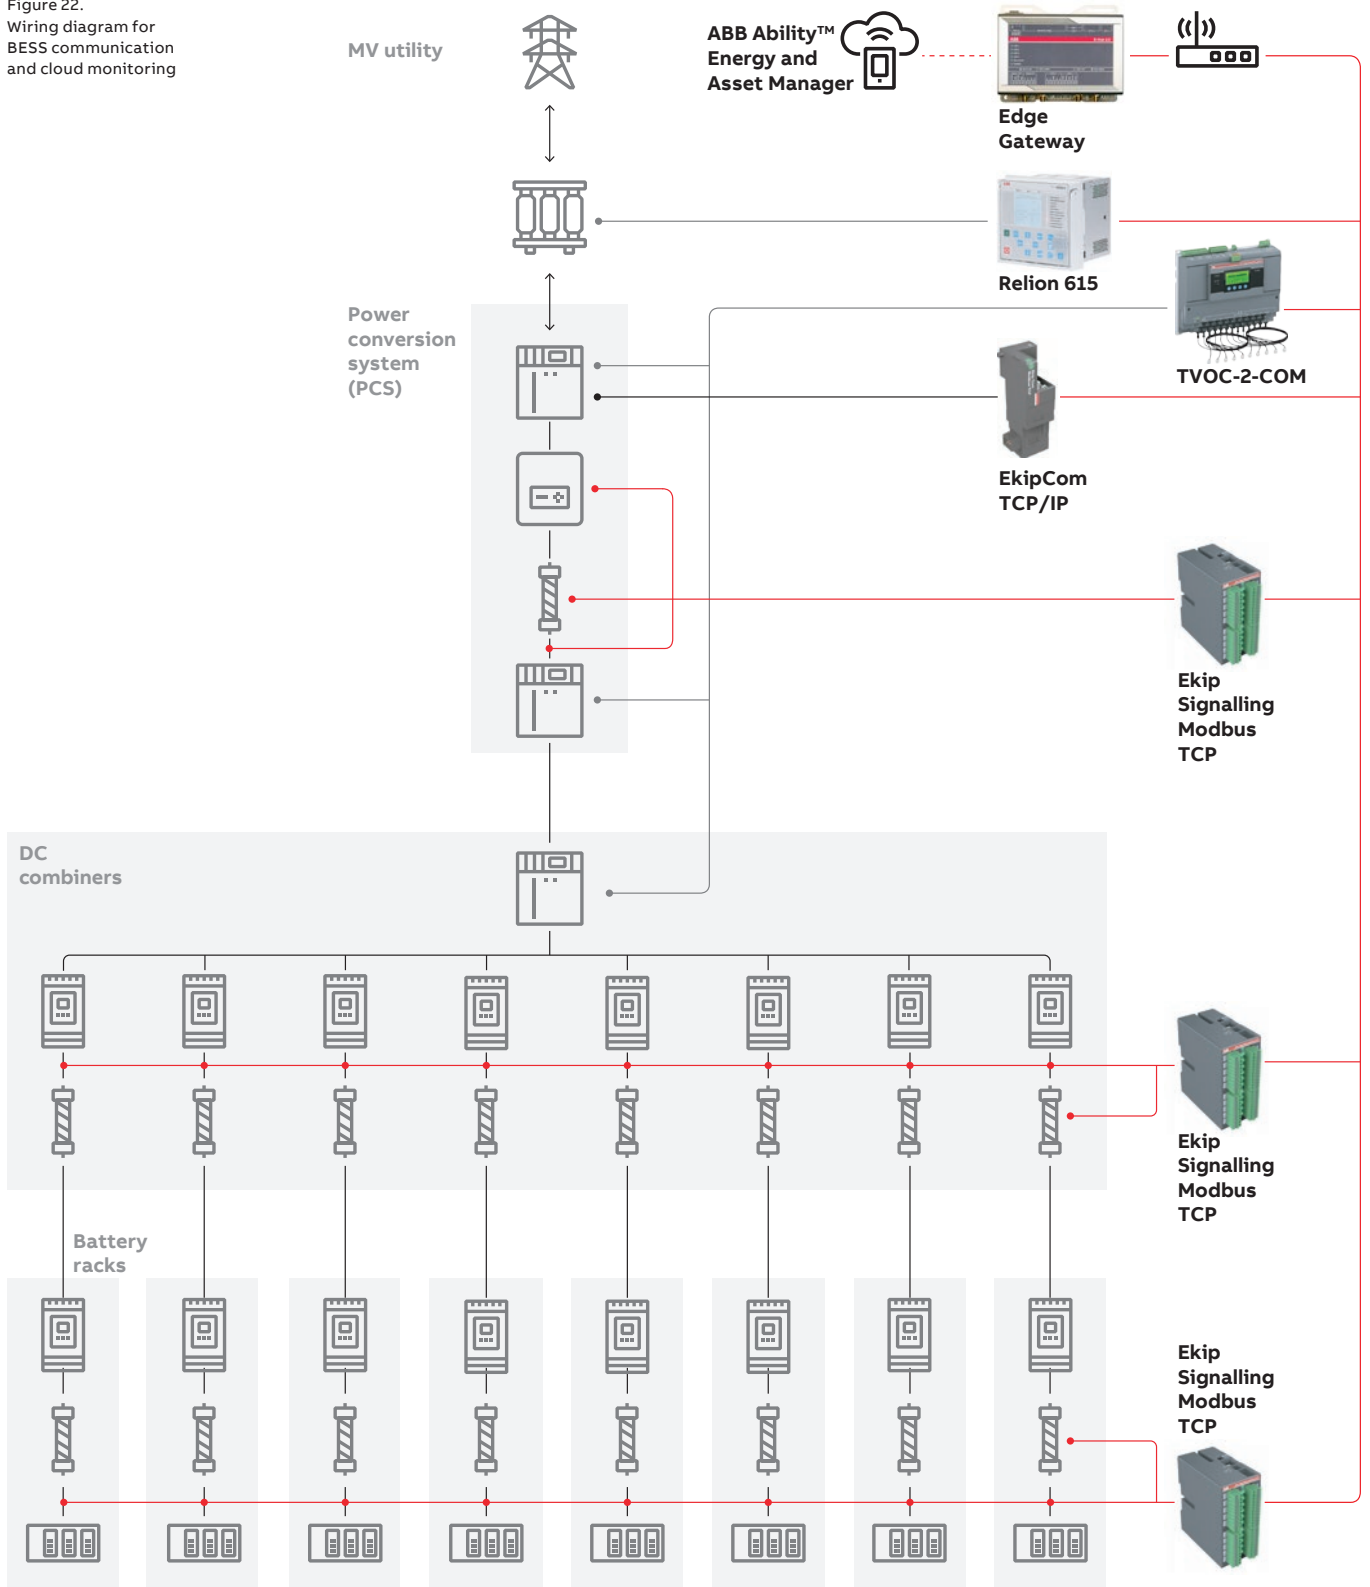 Figure 22.
Wiring diagram for
BESS communication
and cloud monitoring
MV utility
ABB Ability™
Energy and
Asset Manager
Edge
Gateway
Relion 615
Power
conversion
system
(PCS)
TVOC-2-COM
EkipCom
TCP/IP
Ekip
Signalling
Modbus
TCP
DC
combiners
Ekip
Signalling
Modbus
TCP
Battery
racks
Ekip
Signalling
Modbus
TCP